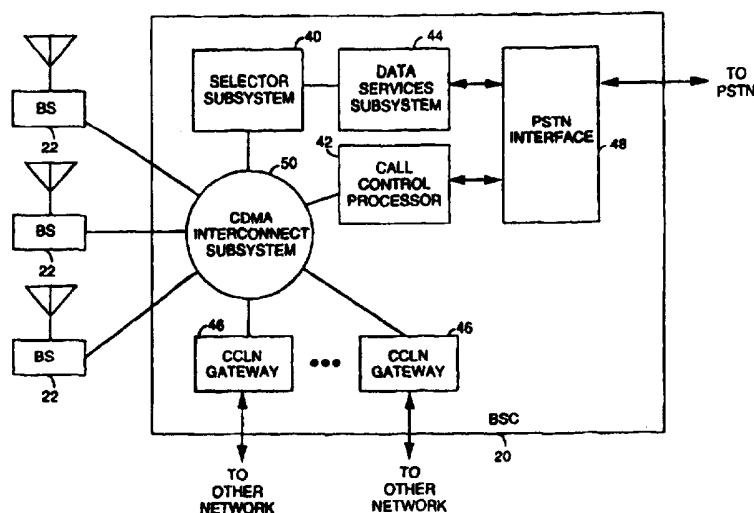 40
44
SELECTOR
SUBSYSTEM
DATA
SERVICES
SUBSYSTEM
PSTN
INTERFACE
TO
PSTN
BS
22
42
48
50
CALL
CONTROL
PROCESSOR
CDMA
INTERCONNECT
SUBSYSTEM
BS
22
BS
22
46
CCLN
GATEWAY
46
CCLN
GATEWAY
BSC
20
TO
OTHER
NETWORK
TO
OTHER
NETWORK